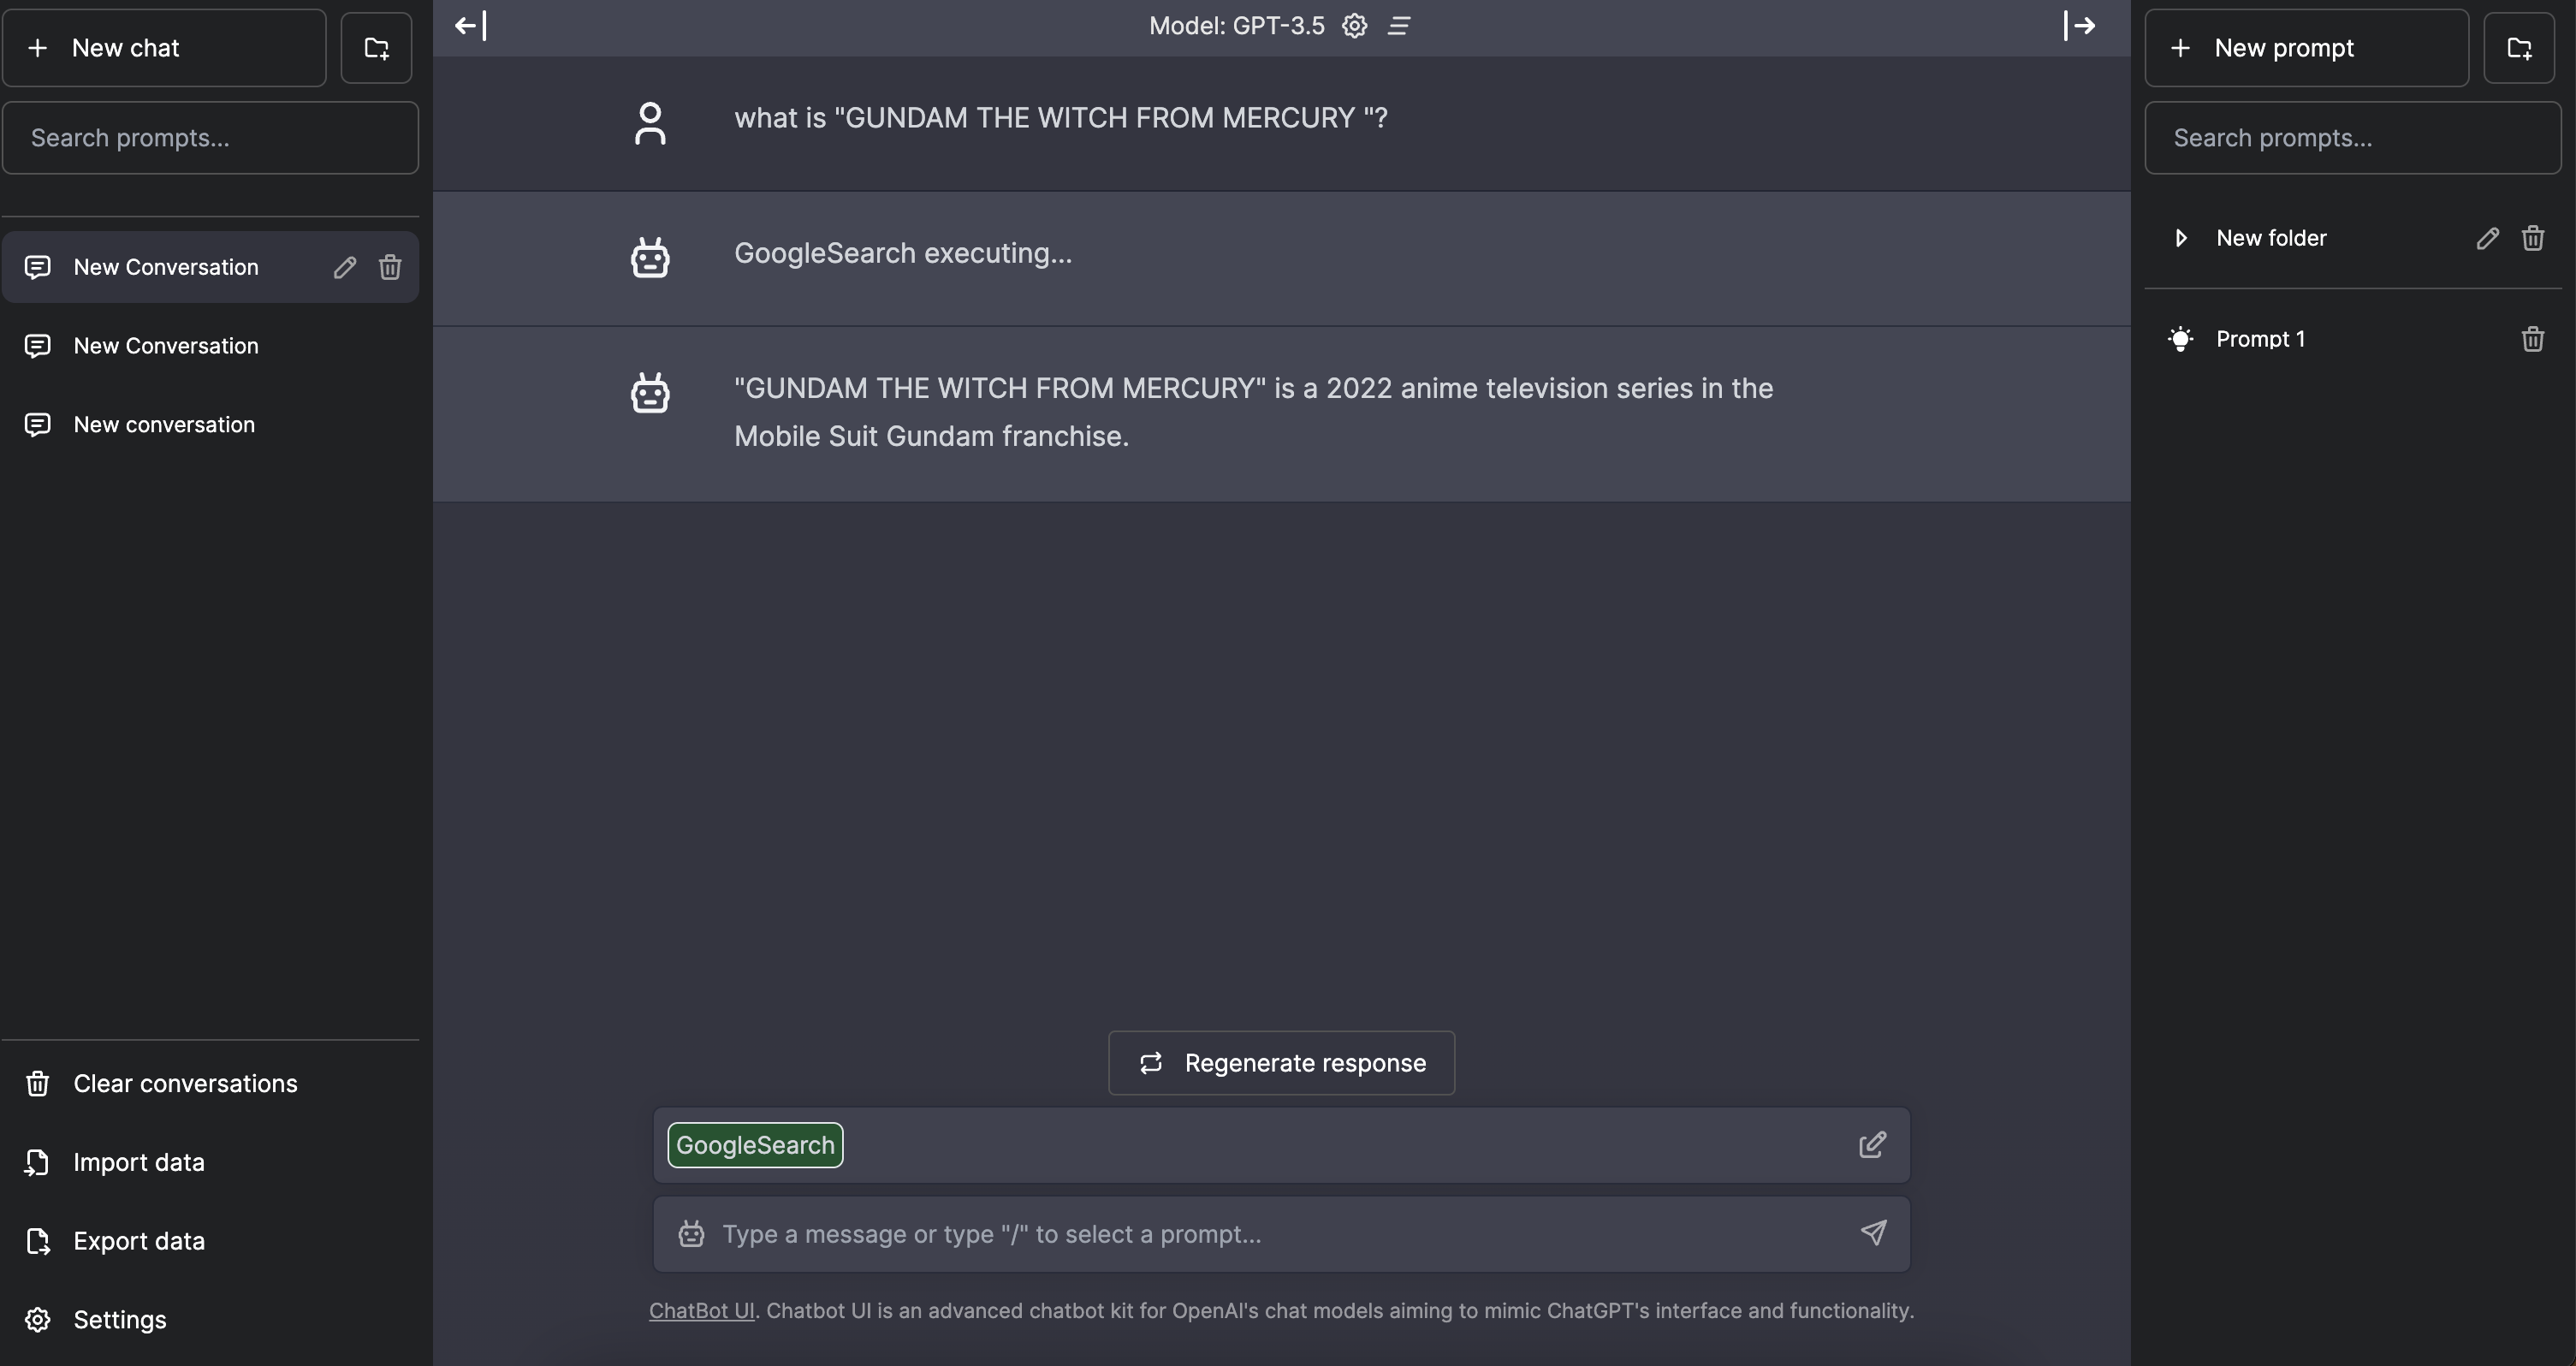 New chat
Search prompts...
New Conversation
New Conversation
New conversation
Clear conversations
Import data
Export data
Settings
Model: GPT-3.5
what is "GUNDAM THE WITCH FROM MERCURY "?
GoogleSearch executing...
"GUNDAM THE WITCH FROM MERCURY" is a 2022 anime television series in the
Mobile Suit Gundam franchise.
Regenerate response
GoogleSearch
Type a message or type "/" to select a prompt...
ChatBot UI. Chatbot UI is an advanced chatbot kit for OpenAI's chat models aiming to mimic ChatGPT's interface and functionality.
New prompt
Search prompts...
New folder
Prompt 1